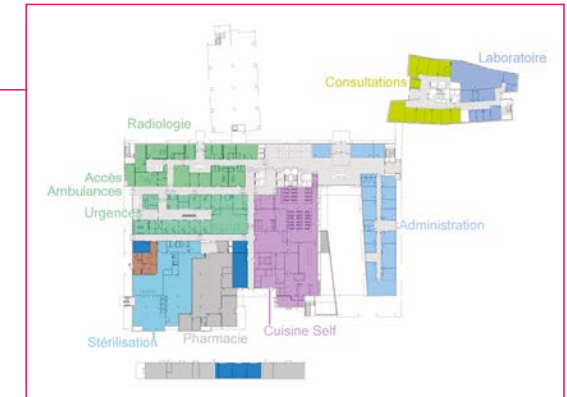 Laboratoire
Consultations
Radiologie
Accès
Ambulances
Urgences
Administration
Cuisine Self
Pharmacie
Stérilisation